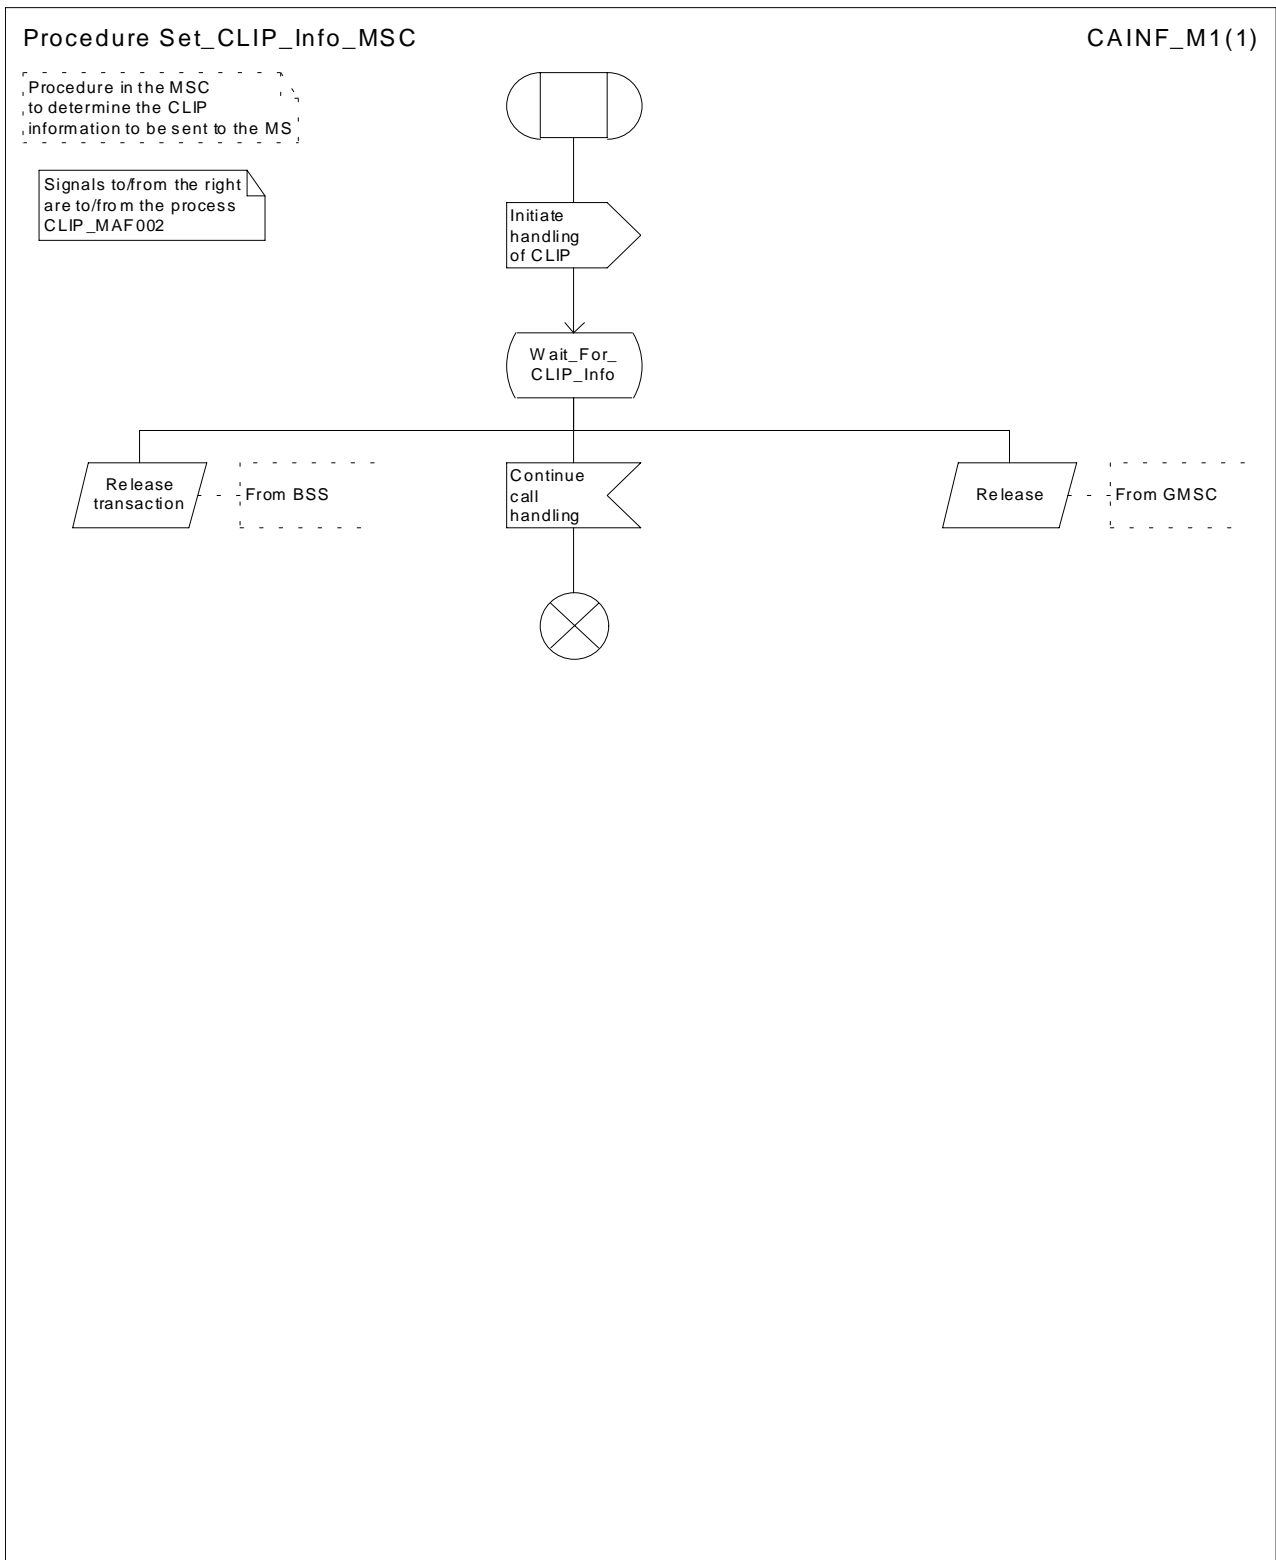 Procedure Set_CLIP_Info_MSC
CAINF_M1(1)
Procedure in the MSC
to determine the CLIP
information to be sent to the MS
Signals to/from the right
are to/from the process
CLIP_MAF002
Initiate
handling
of CLIP
Wait_For_
CLIP_Info
Release
transaction
From BSS
Continue
call
handling
Release
From GMSC